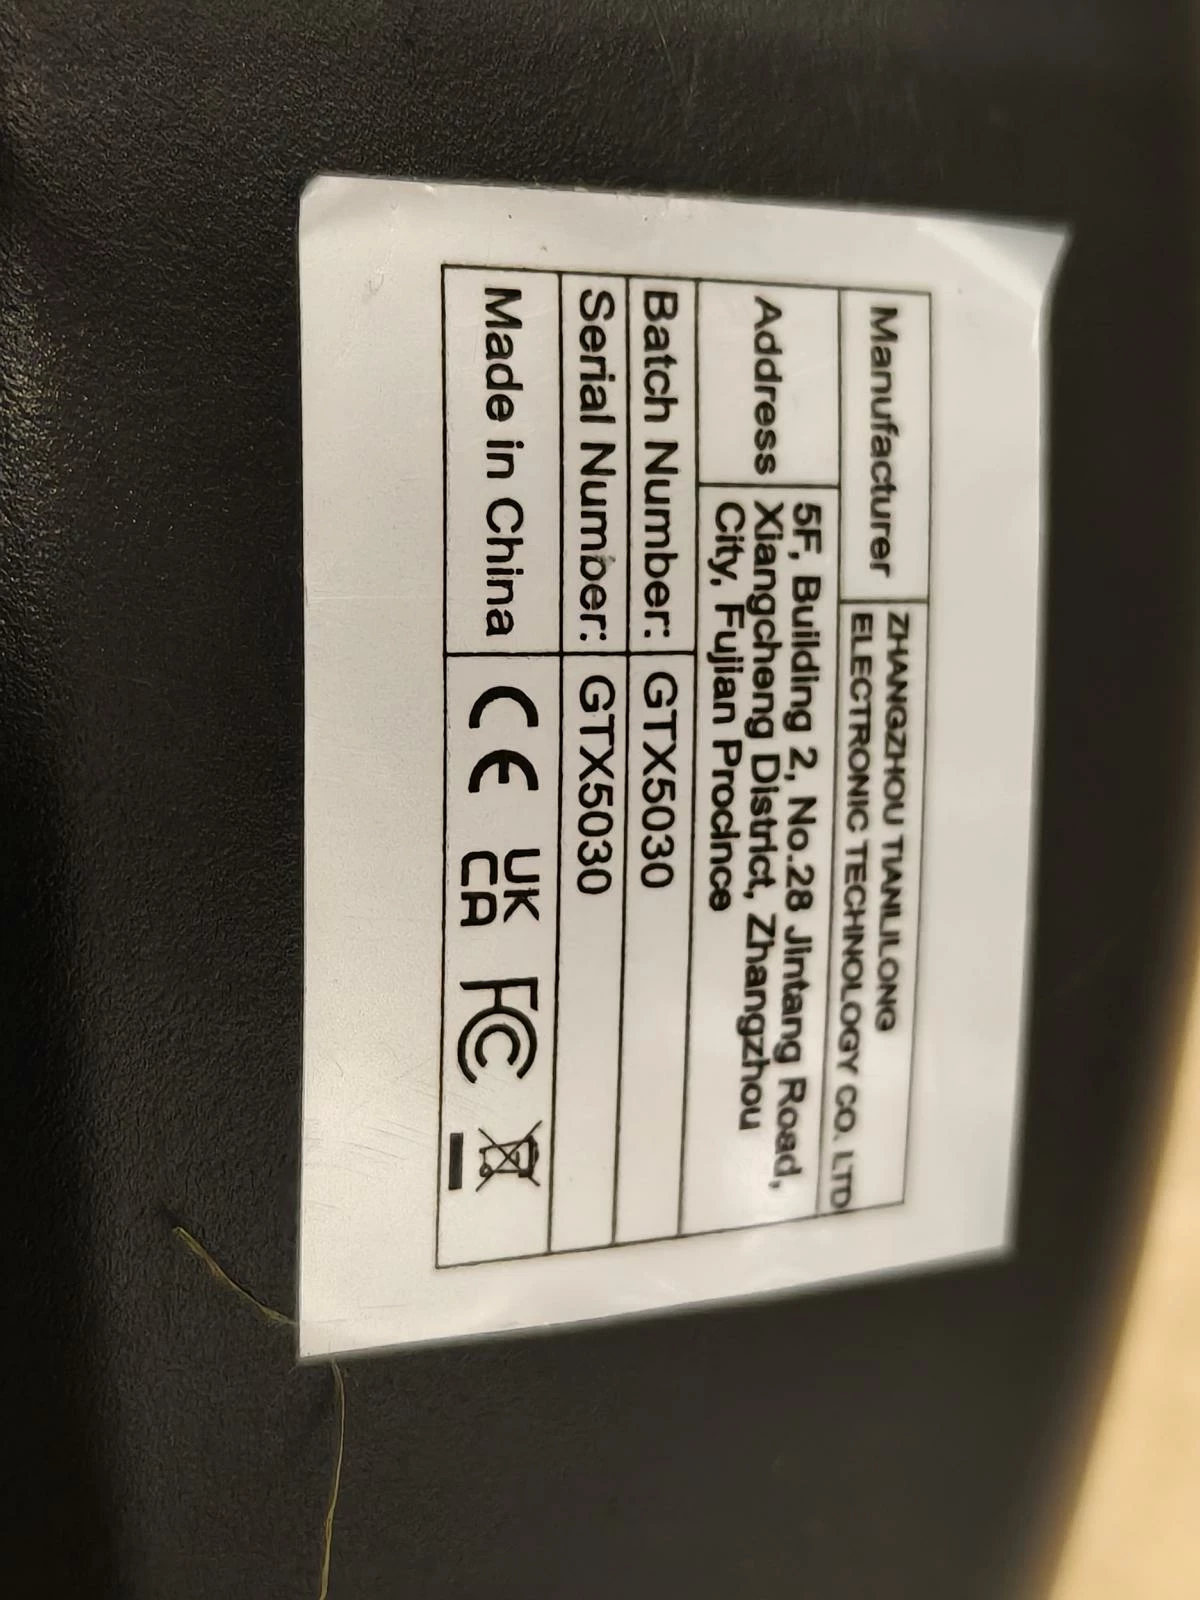 Manufacturer
ZHANGZHOU TIANLILONG
ELECTRONIC TECHNOLOGY CO. LTD
Address
5F, Building 2, No.28 Jintang Road,
Xiangcheng District, Zhangzhou
City, Fujian Procince
Batch Number: GTX5030
Serial Number: GTX5030
Made in China
CE
UK
CA
FC